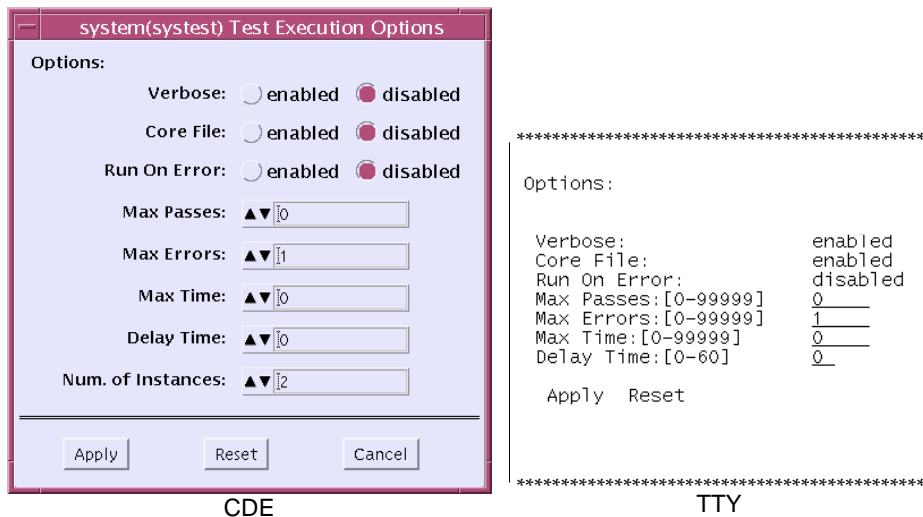 system(systest) Test Execution Options
Options:
Verbose: enabled disabled
Core File: enabled disabled
Run On Error: enabled disabled
Max Passes: 0
Max Errors: 1
Max Time: 0
Delay Time: 0
Num. of Instances: 2
Apply Reset Cancel
CDE
**********************************************
Options:
Verbose: enabled
Core File: enabled
Run On Error: disabled
Max Passes:[0-99999] 0
Max Errors:[0-99999] 1
Max Time:[0-99999] 0
Delay Time:[0-60] 0
Apply Reset
**********************************************
TTY